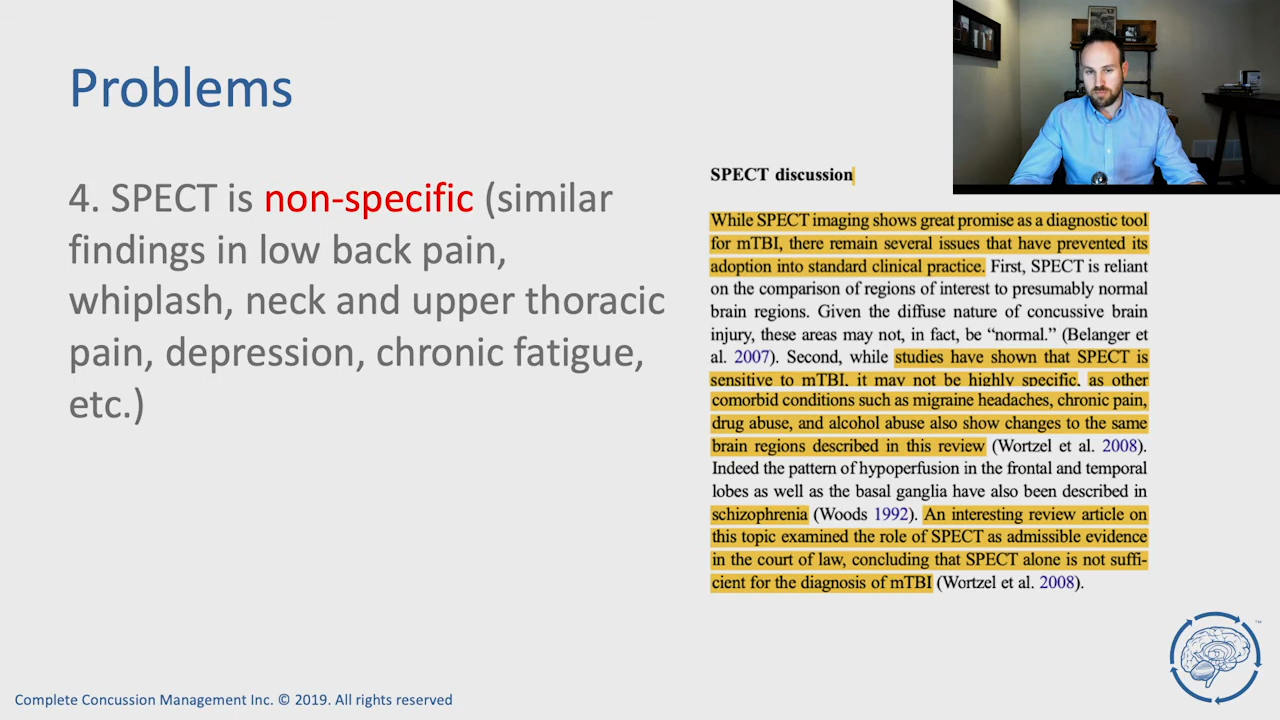 Problems
4. SPECT is non-specific (similar
findings in low back pain,
whiplash, neck and upper thoracic
pain, depression, chronic fatigue,
etc.)
SPECT discussion
While SPECT imaging shows great promise as a diagnostic tool
for mTBI, there remain several issues that have prevented its
adoption into standard clinical practice. First, SPECT is reliant
on the comparison of regions of interest to presumably normal
brain regions. Given the diffuse nature of concussive brain
injury, these areas may not, in fact, be “normal.” (Belanger et
al. 2007). Second, while studies have shown that SPECT is
sensitive to mTBI, it may not be highly specific, as other
comorbid conditions such as migraine headaches, chronic pain,
drug abuse, and alcohol abuse also show changes to the same
brain regions described in this review (Wortzel et al. 2008).
Indeed the pattern of hypoperfusion in the frontal and temporal
lobes as well as the basal ganglia have also been described in
schizophrenia (Woods 1992). An interesting review article on
this topic examined the role of SPECT as admissible evidence
in the court of law, concluding that SPECT alone is not suffi-
cient for the diagnosis of mTBI (Wortzel et al. 2008).
TM
Complete Concussion Management Inc. © 2019. All rights reserved